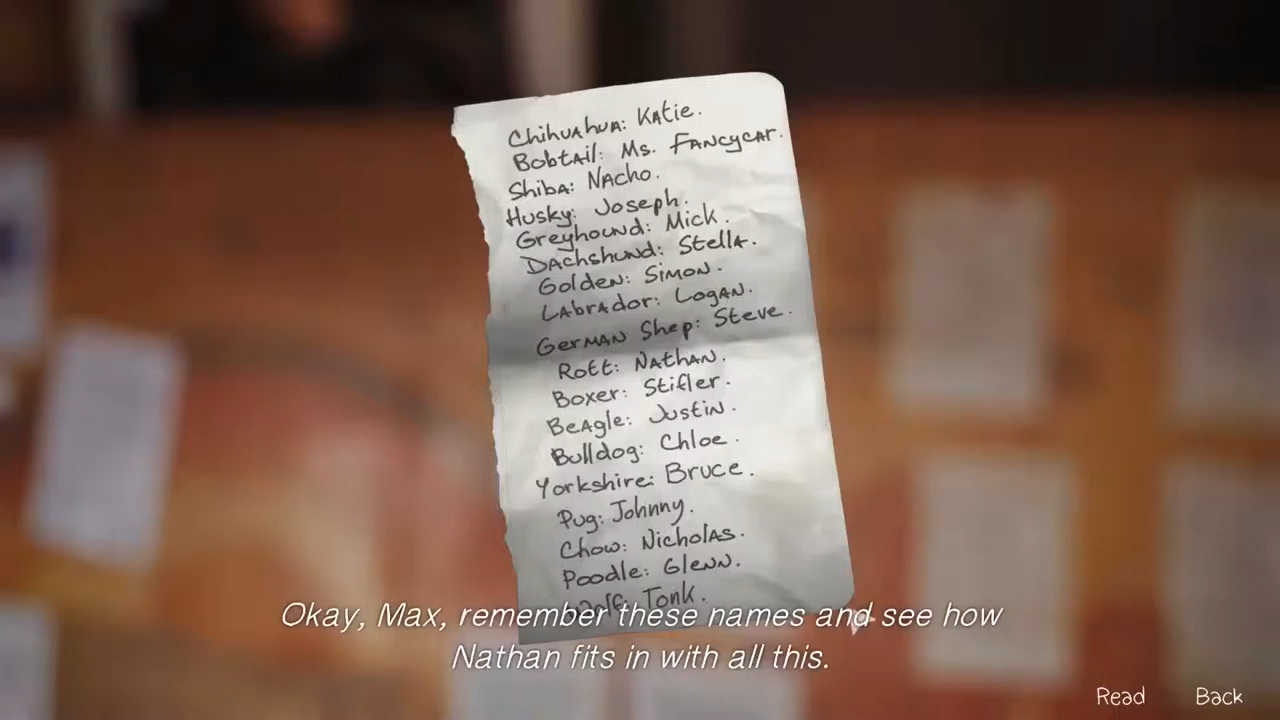 Chihuahua: Katie.
Bobtail: Ms. Fancycar.
Shiba: Nacho.
Husky: Joseph.
Greyhound: Mick.
Dachshund: Stella.
Golden: Simon.
Labrador: Logan.
German Shep: Steve.
Rott: Nathan.
Boxer: Stifler.
Beagle: Justin.
Bulldog: Chloe.
Yorkshire: Bruce.
Pug: Johnny.
Chow: Nicholas.
Poodle: Glenn.
Tonk.
Okay, Max, remember these names and see how
Nathan fits in with all this.
Read Back